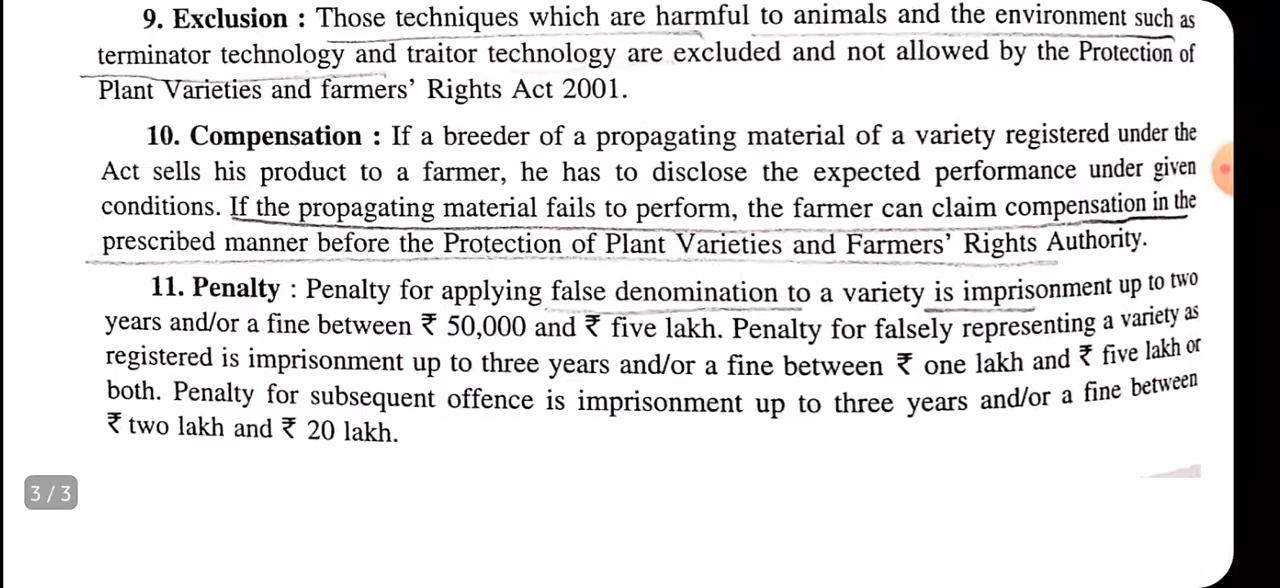 9. Exclusion : Those techniques which are harmful to animals and the environment such as
terminator technology and traitor technology are excluded and not allowed by the Protection of
Plant Varieties and farmers' Rights Act 2001.
10. Compensation : If a breeder of a propagating material of a variety registered under the
Act sells his product to a farmer, he has to disclose the expected performance under given
conditions. If the propagating material fails to perform, the farmer can claim compensation in the
prescribed manner before the Protection of Plant Varieties and Farmers' Rights Authority.
11. Penalty : Penalty for applying false denomination to a variety is imprisonment up to two
years and/or a fine between ₹ 50,000 and ₹ five lakh. Penalty for falsely representing a variety as
registered is imprisonment up to three years and/or a fine between ₹ one lakh and ₹ five lakh or
both. Penalty for subsequent offence is imprisonment up to three years and/or a fine between
₹ two lakh and ₹ 20 lakh.
3 / 3